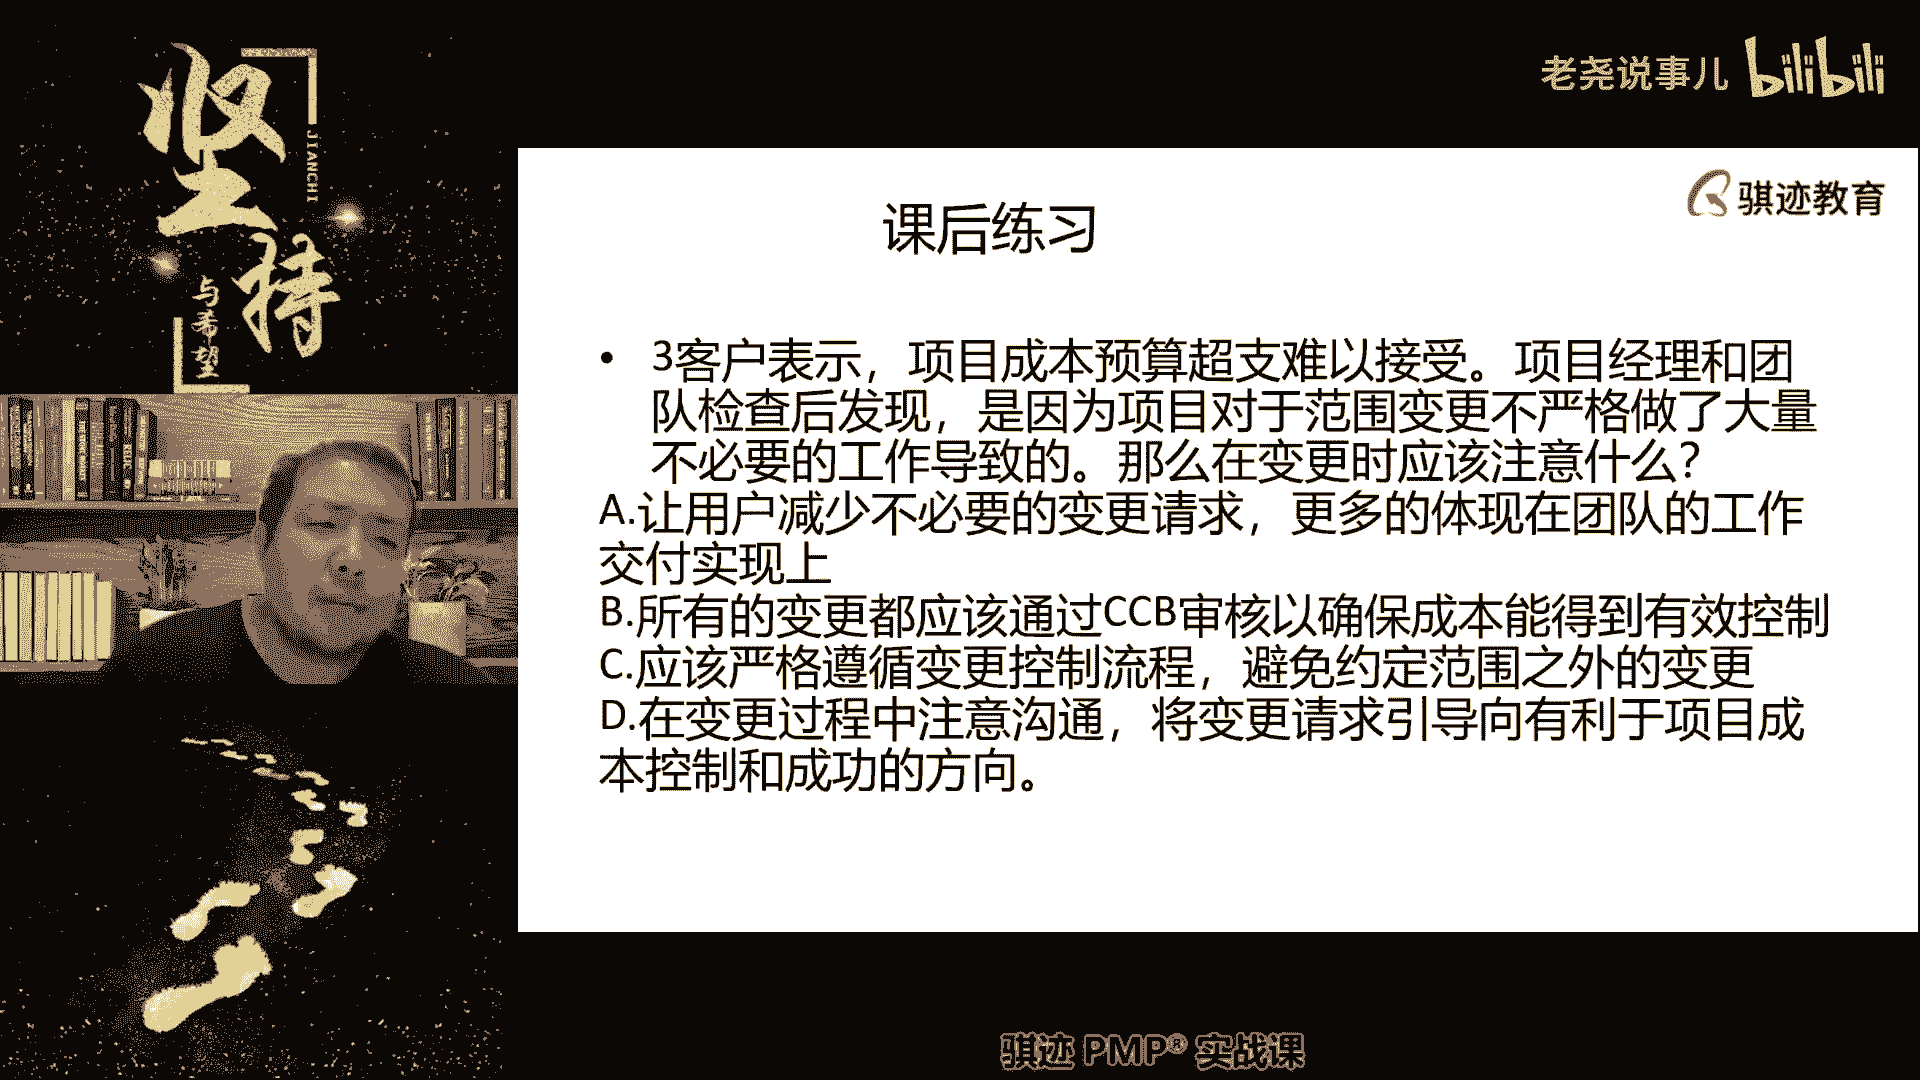 坚持
JIANCHI
与希望
老尧说事儿 bilibili
骐迹教育
课后练习
• 3客户表示，项目成本预算超支难以接受。项目经理和团
队检查后发现，是因为项目对于范围变更不严格做了大量
不必要的工作导致的。那么在变更时应该注意什么？
A.让用户减少不必要的变更请求，更多的体现在团队的工作
交付实现上
B.所有的变更都应该通过CCB审核以确保成本能得到有效控制
C.应该严格遵循变更控制流程，避免约定范围之外的变更
D.在变更过程中注意沟通，将变更请求引导向有利于项目成
本控制和成功的方向。
骐迹 PMP® 实战课